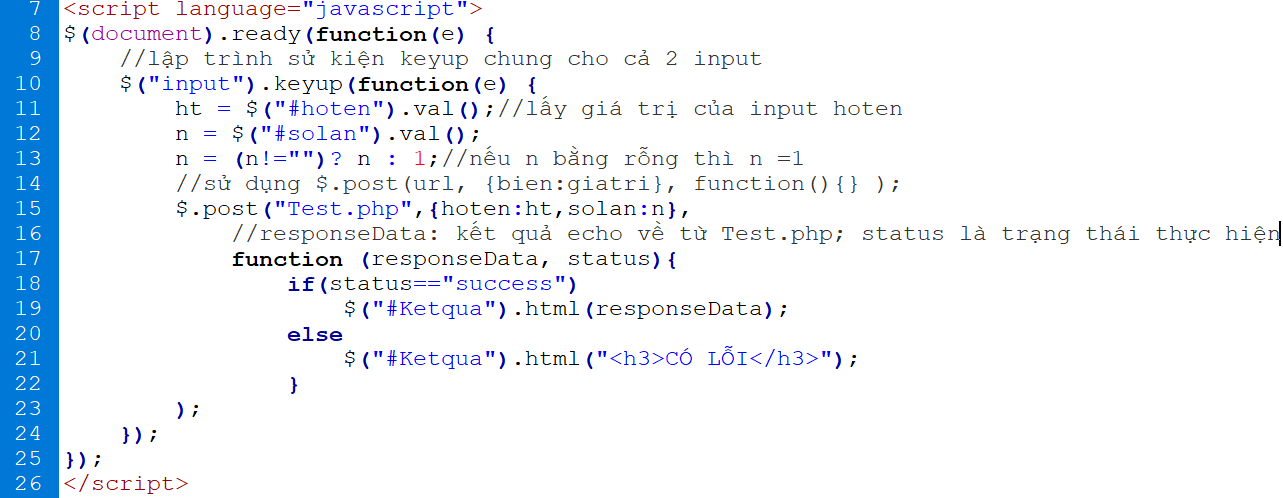 7 <script language="javascript">
8 $(document).ready(function(e) {
9     //lập trình sử kiện keyup chung cho cả 2 input
10     $("input").keyup(function(e) {
11         ht = $("#hoten").val();//lấy giá trị của input hoten
12         n = $("#solan").val();
13         n = (n!="")? n : 1;//nếu n bằng rỗng thì n =1
14         //sử dụng $.post(url, {bien:giatri}, function(){} );
15         $.post("Test.php",{hoten:ht,solan:n},
16             //responseData: kết quả echo về từ Test.php; status là trạng thái thực hiện
17             function (responseData, status){
18                 if(status=="success")
19                     $("#Ketqua").html(responseData);
20                 else
21                     $("#Ketqua").html("<h3>CÓ LỖI</h3>");
22                 }
23         );
24     });
25 });
26 </script>